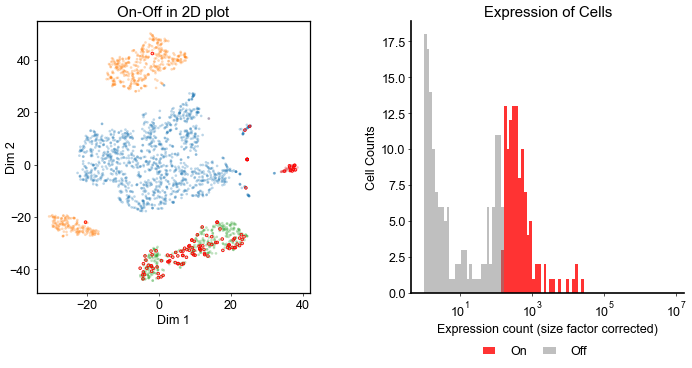 On-Off in 2D plot
Expression of Cells
Dim 2
40
20
0
−20
−40
−20
0
20
40
Dim 1
Cell Counts
17.5
15.0
12.5
10.0
7.5
5.0
2.5
0.0
10^1
10^3
10^5
10^7
Expression count (size factor corrected)
On
Off